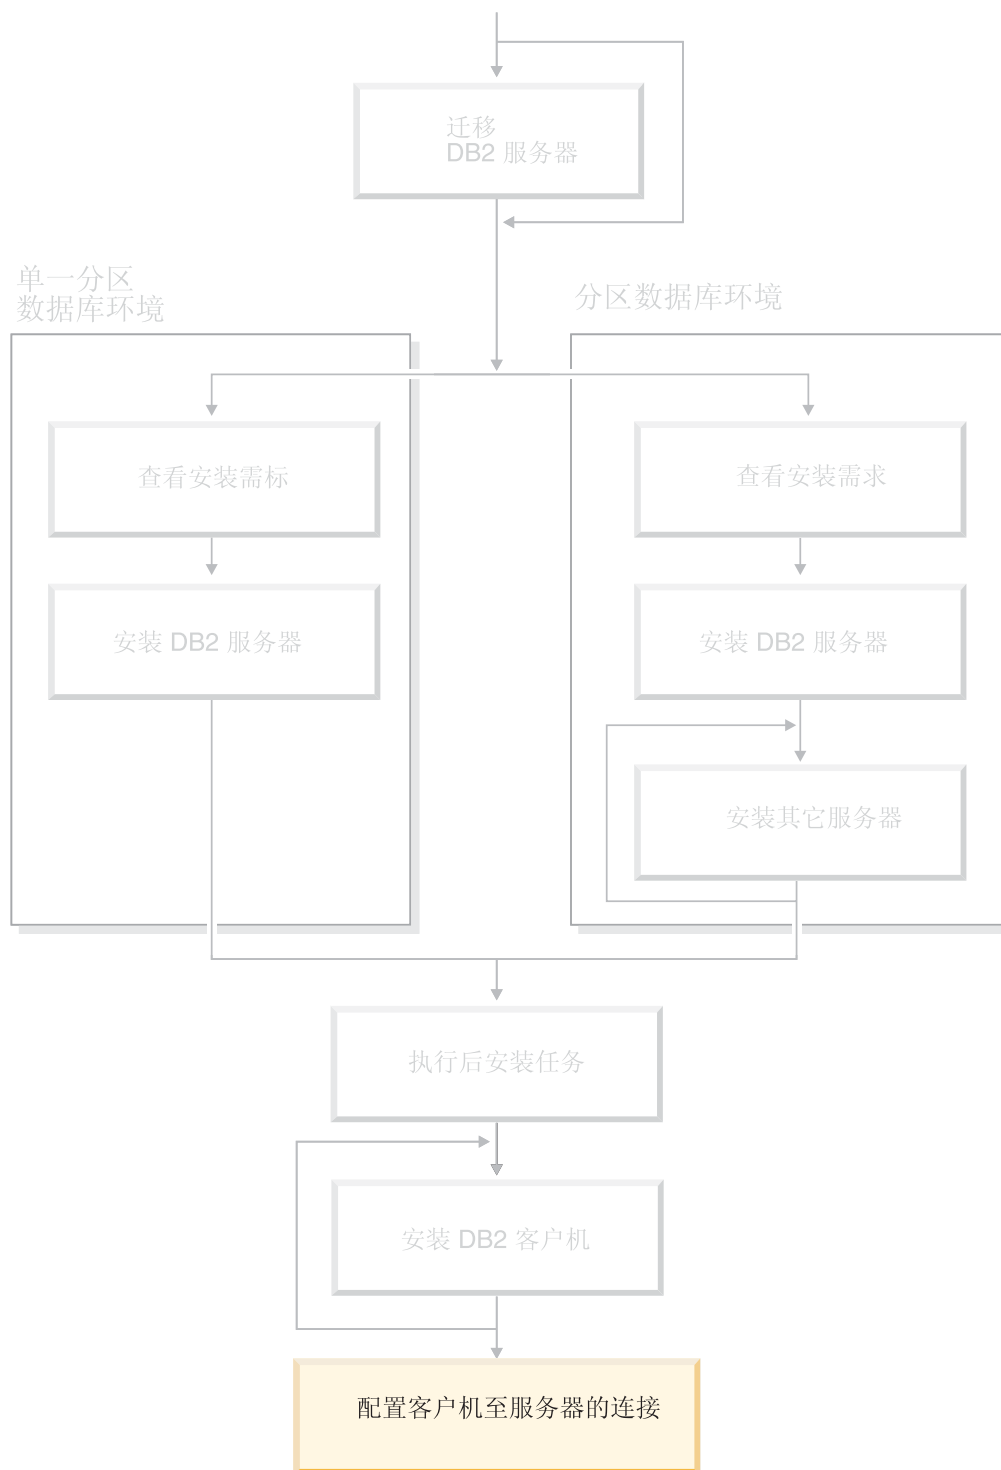 迁移
DB2 服务器
单一分区
数据库环境
分区数据库环境
查看安装需标
查看安装需求
安装 DB2 服务器
安装 DB2 服务器
安装其它服务器
执行后安装任务
安装 DB2 客户机
配置客户机至服务器的连接